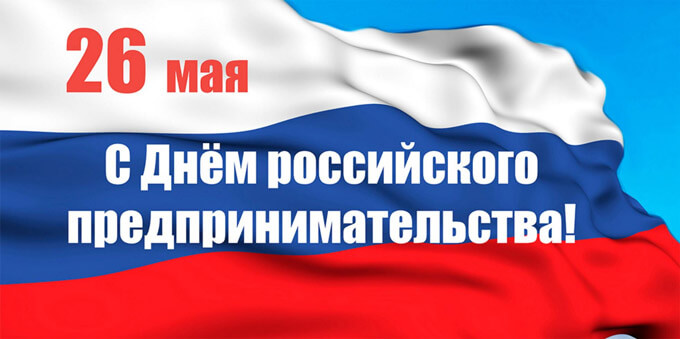 26 мая
С Днём российского
предпринимательства!